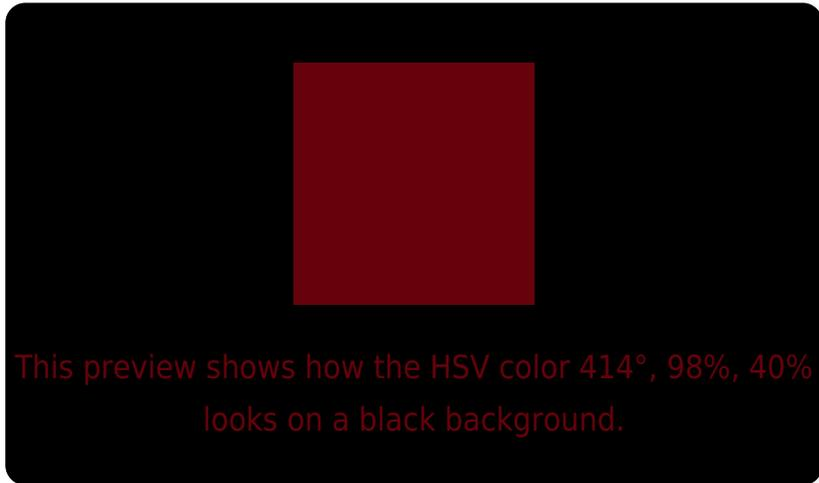 This preview shows how the HSV color 414°, 98%, 40%
looks on a black background.